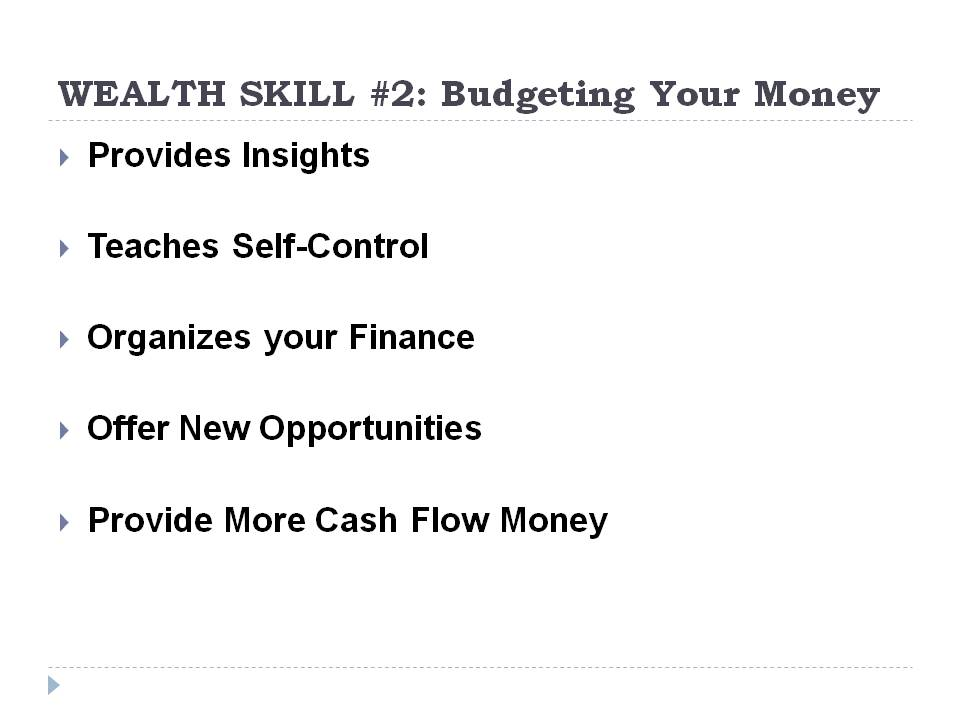 WEALTH SKILL #2: Budgeting Your Money
Provides Insights
Teaches Self-Control
Organizes your Finance
Offer New Opportunities
Provide More Cash Flow Money